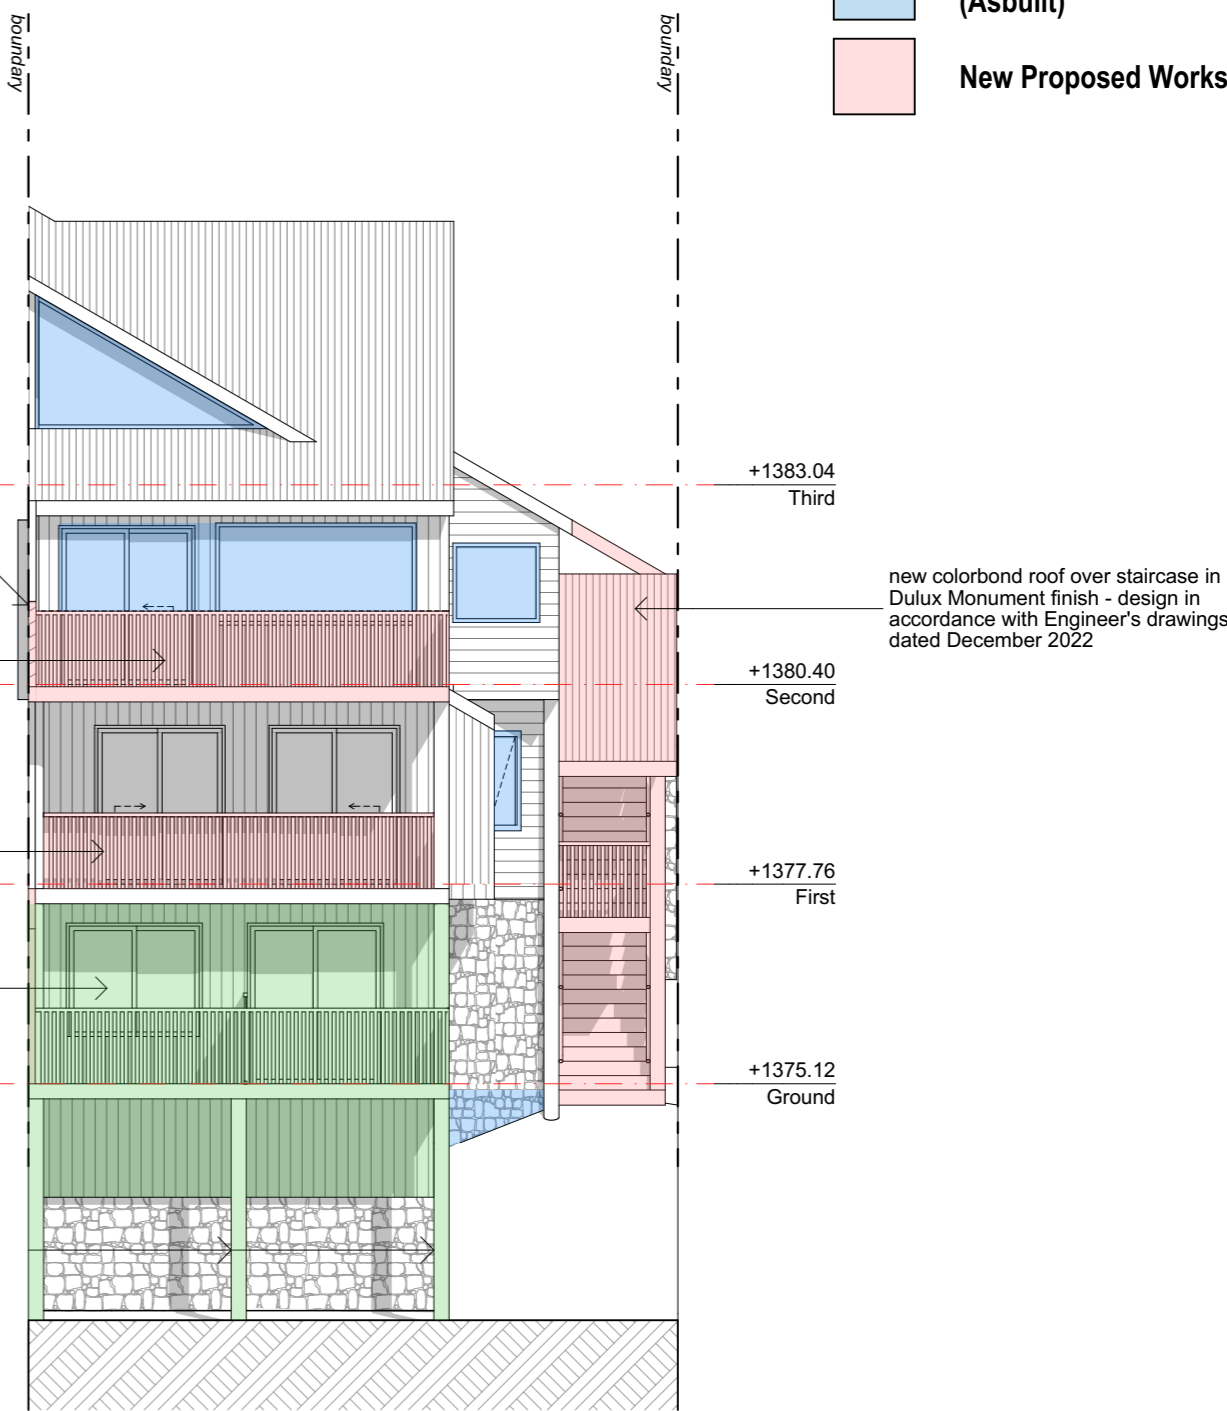 (Asbuilt)
New Proposed Works
boundary
boundary
+1383.04
Third
new colorbond roof over staircase in
Dulux Monument finish - design in
accordance with Engineer's drawings
dated December 2022
+1380.40
Second
+1377.76
First
+1375.12
Ground